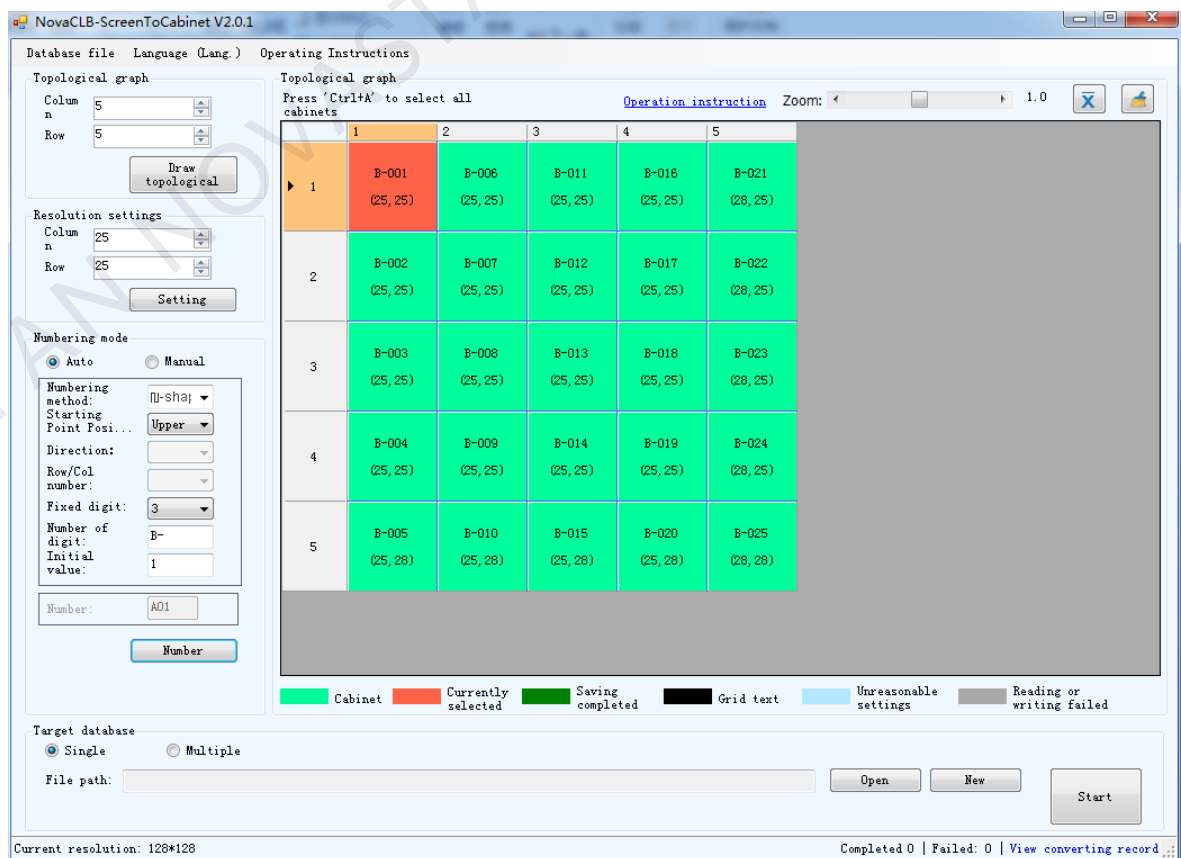 NovaCLB-ScreenToCabinet V2.0.1
Database file Language (Lang.) Operating Instructions
Topological graph
Colum
n
5
Row 5
Draw
topological
Resolution settings
Colum
n
25
Row 25
Setting
Numbering mode
Auto Manual
Numbering
method:
Starting
Point Posi...
Upper
Direction:
Row/Col
number:
Fixed digit: 3
Number of
digit:
B-
Initial
value:
1
Number: A01
Number
Topological graph
Press 'Ctrl+A' to select all
cabinets
Operation instruction Zoom: 1.0
1 2 3 4 5
1 B-001 B-006 B-011 B-016 B-021
(25, 25) (25, 25) (25, 25) (25, 25) (28, 25)
2 B-002 B-007 B-012 B-017 B-022
(25, 25) (25, 25) (25, 25) (25, 25) (28, 25)
3 B-003 B-008 B-013 B-018 B-023
(25, 25) (25, 25) (25, 25) (25, 25) (28, 25)
4 B-004 B-009 B-014 B-019 B-024
(25, 25) (25, 25) (25, 25) (25, 25) (28, 25)
5 B-005 B-010 B-015 B-020 B-025
(25, 28) (25, 28) (25, 28) (25, 28) (28, 28)
Cabinet
Currently
selected
Saving
completed
Grid text
Unreasonable
settings
Reading or
writing failed
Target database
Single Multiple
File path: Open New
Start
Current resolution: 128*128 Completed 0 | Failed: 0 | View converting record